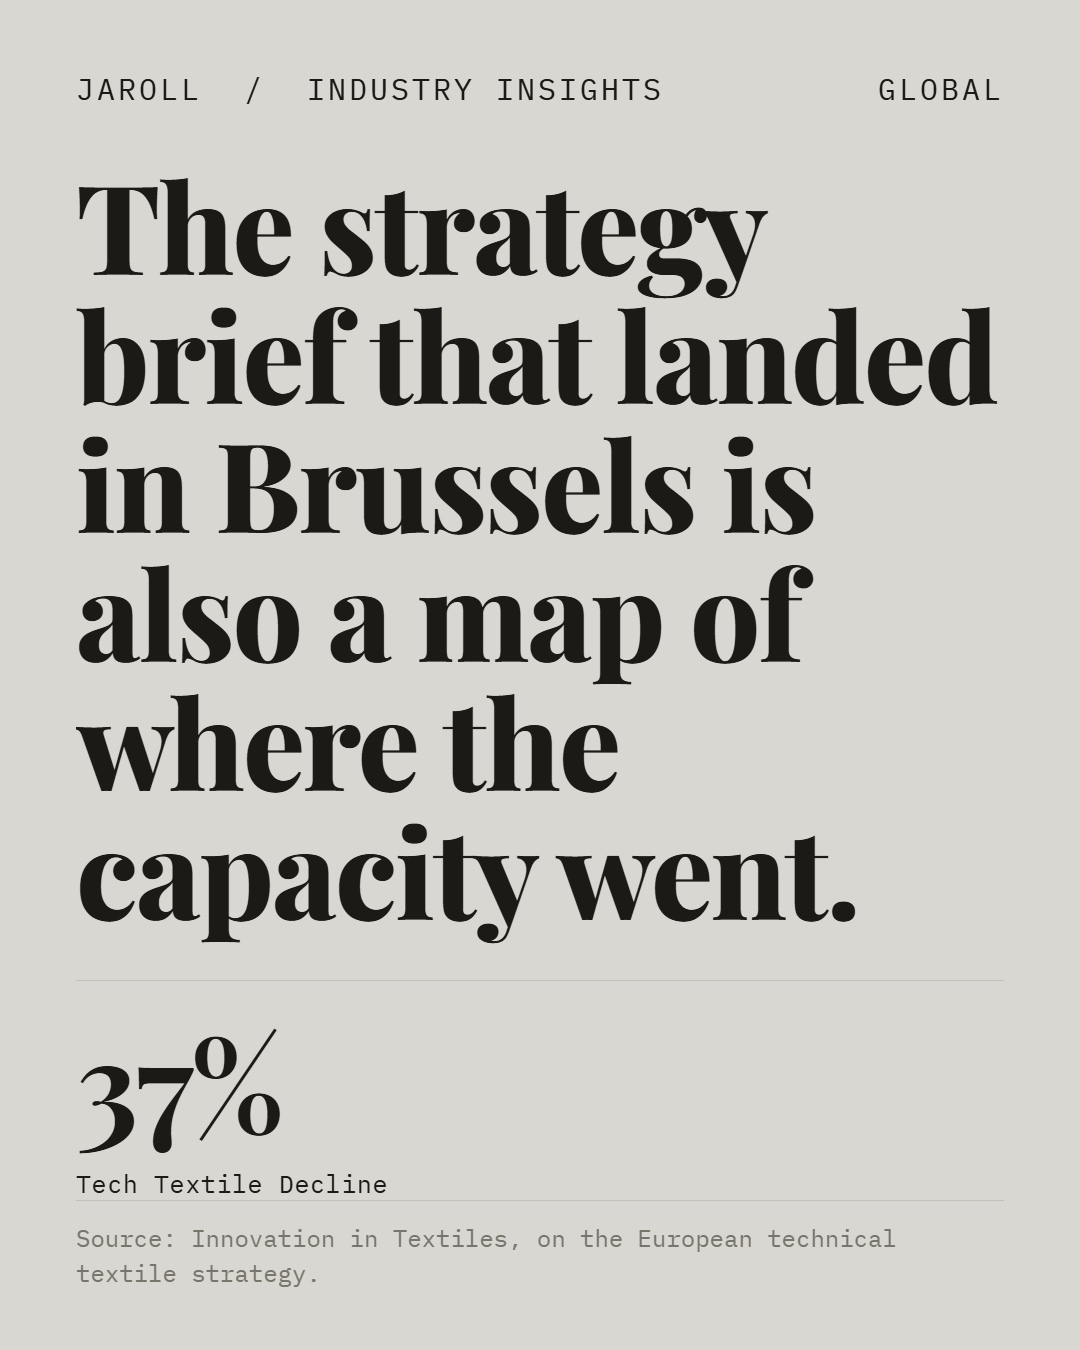 JAROLL / INDUSTRY INSIGHTS GLOBAL
The strategy
brief that landed
in Brussels is
also a map of
where the
capacity went.
37%
Tech Textile Decline
Source: Innovation in Textiles, on the European technical
textile strategy.